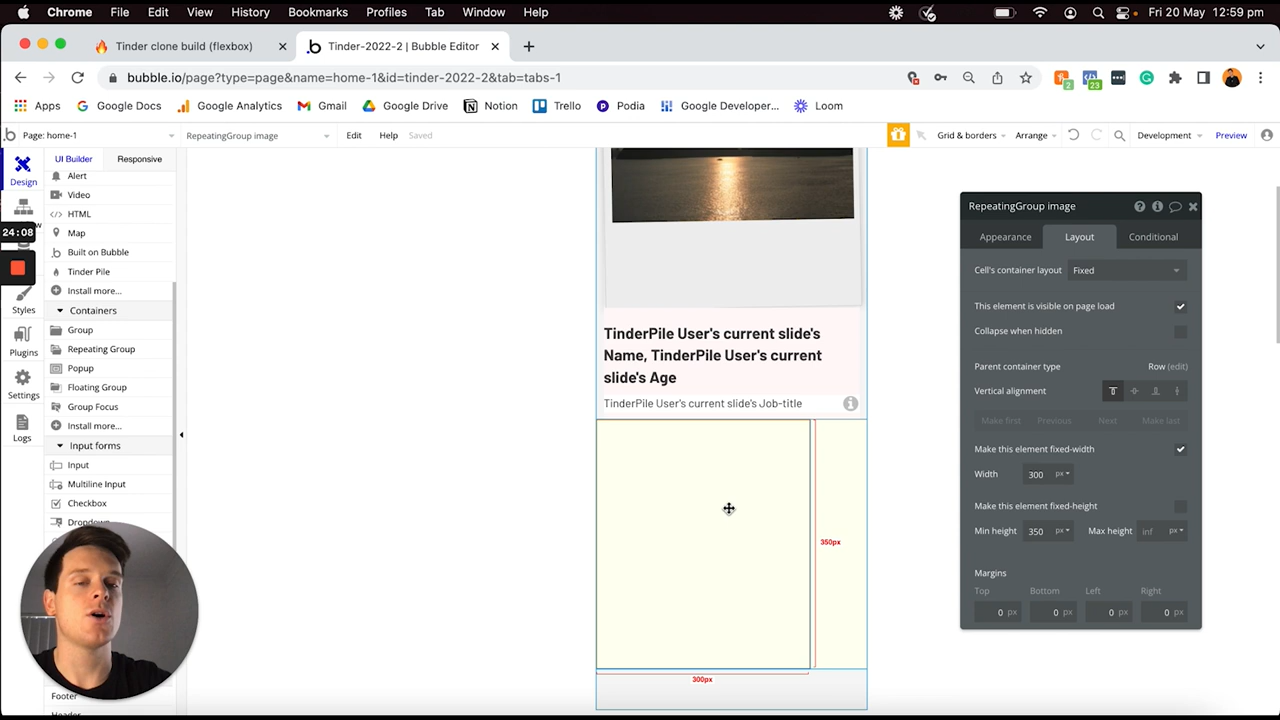 Chrome File Edit View History Bookmarks Profiles Tab Window Help Fri 20 May 12:59 pm
Tinder clone build (flexbox) Tinder-2022-2 | Bubble Editor
bubble.io/page?type=page&name=home-1&id=tinder-2022-2&tab=tabs-1 2 23
Apps Google Docs Google Analytics Gmail Google Drive Notion Trello Podia Google Developer... Loom
Page: home-1 RepeatingGroup image Edit Help Saved Grid & borders Arrange Development Preview
UI Builder Responsive
Design
Alert
Video
HTML
Map
24:08
Built on Bubble
Tinder Pile
Install more...
Styles
Containers
Group
Repeating Group
Plugins
Popup
Floating Group
Settings
Group Focus
Install more...
Logs
Input forms
Input
Multiline Input
Checkbox
Dropdown
Footer
Header
TinderPile User's current slide's
Name, TinderPile User's current
slide's Age
TinderPile User's current slide's Job-title
350px
300px
RepeatingGroup image
Appearance Layout Conditional
Cell's container layout Fixed
This element is visible on page load
Collapse when hidden
Parent container type Row (edit)
Vertical alignment
Make first Previous Next Make last
Make this element fixed-width
Width 300 px
Make this element fixed-height
Min height 350 px Max height inf px
Margins
Top Bottom Left Right
0 px 0 px 0 px 0 px